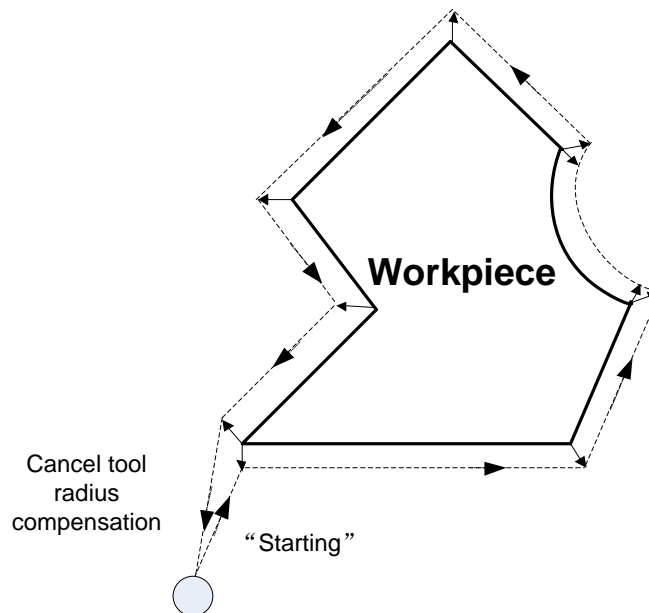 Workpiece
Cancel tool
radius
compensation
“Starting”